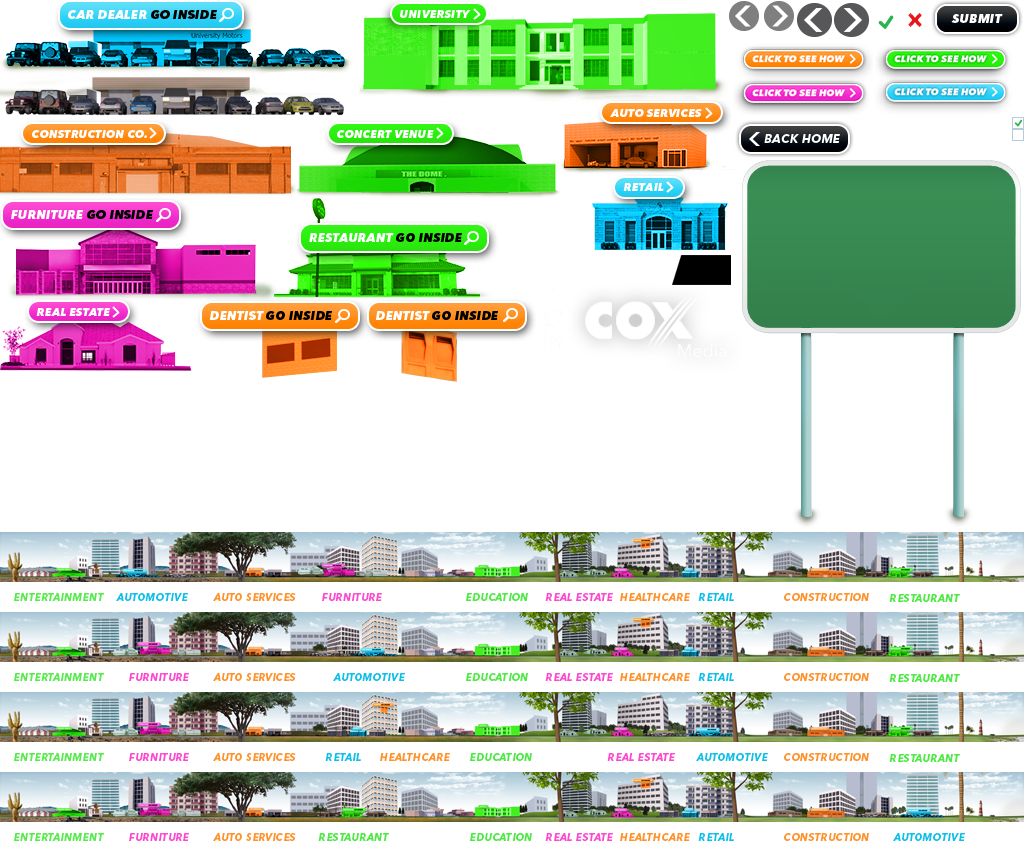 CAR DEALER GO INSIDE
University Motors
UNIVERSITY
SUBMIT
CLICK TO SEE HOW
CLICK TO SEE HOW
CLICK TO SEE HOW
CLICK TO SEE HOW
AUTO SERVICES
CONSTRUCTION CO.
CONCERT VENUE
BACK HOME
THE DOME
RETAIL
FURNITURE GO INSIDE
RESTAURANT GO INSIDE
REAL ESTATE
DENTIST GO INSIDE
DENTIST GO INSIDE
COX
Media
ENTERTAINMENT AUTOMOTIVE AUTO SERVICES FURNITURE EDUCATION REAL ESTATE HEALTHCARE RETAIL CONSTRUCTION RESTAURANT
ENTERTAINMENT FURNITURE AUTO SERVICES AUTOMOTIVE EDUCATION REAL ESTATE HEALTHCARE RETAIL CONSTRUCTION RESTAURANT
ENTERTAINMENT FURNITURE AUTO SERVICES RETAIL HEALTHCARE EDUCATION REAL ESTATE AUTOMOTIVE CONSTRUCTION RESTAURANT
ENTERTAINMENT FURNITURE AUTO SERVICES RESTAURANT EDUCATION REAL ESTATE HEALTHCARE RETAIL CONSTRUCTION AUTOMOTIVE